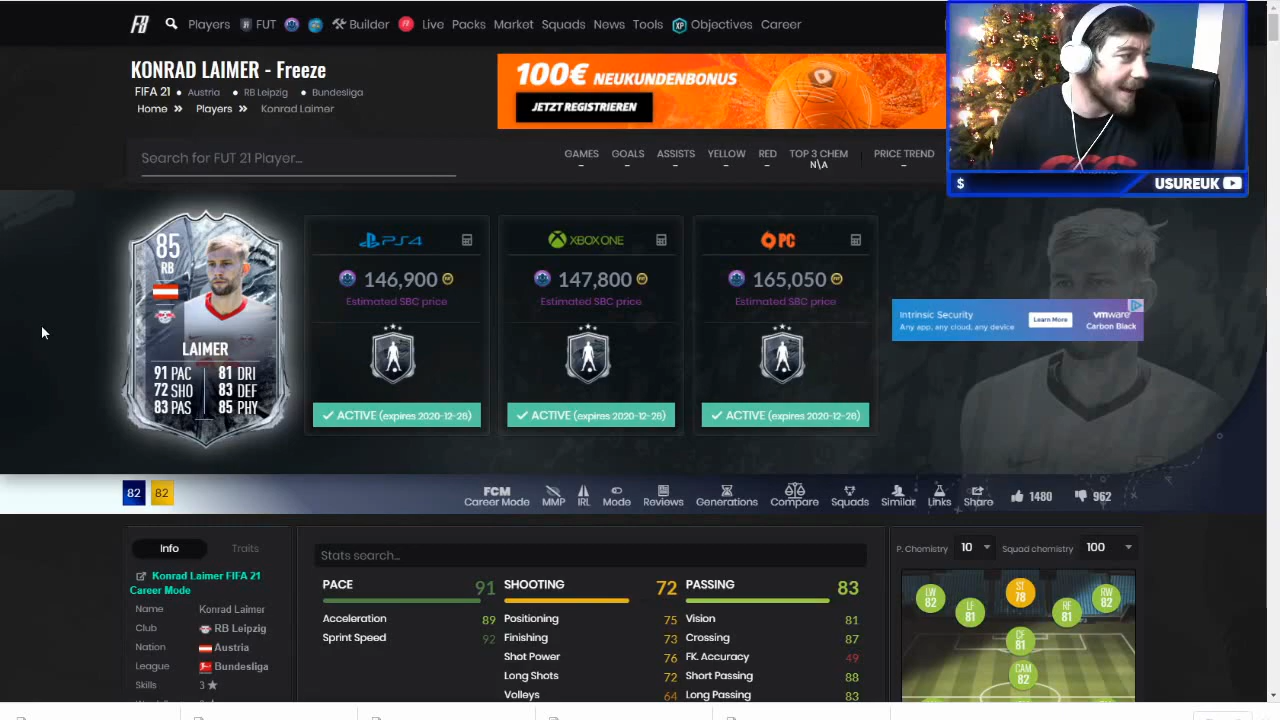 FB Players FUT Builder Live Packs Market Squads News Tools XP Objectives Career
KONRAD LAIMER - Freeze
FIFA 21 • Austria • RB Leipzig • Bundesliga
Home » Players » Konrad Laimer
100€ NEUKUNDENBONUS
JETZT REGISTRIEREN
Search for FUT 21 Player...
GAMES GOALS ASSISTS YELLOW RED TOP 3 CHEM PRICE TREND
- - - - - N\A -
$ USUREUK
85
RB
LAIMER
91 PAC 81 DRI
72 SHO 83 DEF
83 PAS 85 PHY
PS4
146,900
Estimated SBC price
ACTIVE (expires 2020-12-26)
XBOX ONE
147,800
Estimated SBC price
ACTIVE (expires 2020-12-26)
PC
165,050
Estimated SBC price
ACTIVE (expires 2020-12-26)
Intrinsic Security
Any app, any cloud, any device
Learn More
vmware
Carbon Black
82 82
FCM
Career Mode MMP IRL Mode Reviews Generations Compare Squads Similar Links Share 1480 962
Info Traits
Konrad Laimer FIFA 21
Career Mode
Name Konrad Laimer
Club RB Leipzig
Nation Austria
League Bundesliga
Skills 3 ★
Stats search...
PACE 91
Acceleration 89
Sprint Speed 92
SHOOTING 72
Positioning 75
Finishing 73
Shot Power 76
Long Shots 72
Volleys 64
PASSING 83
Vision 81
Crossing 87
FK. Accuracy 49
Short Passing 88
Long Passing 83
P. Chemistry 10 Squad chemistry 100
LW
82
LF
81
ST
78
RF
81
RW
82
CF
81
CAM
82